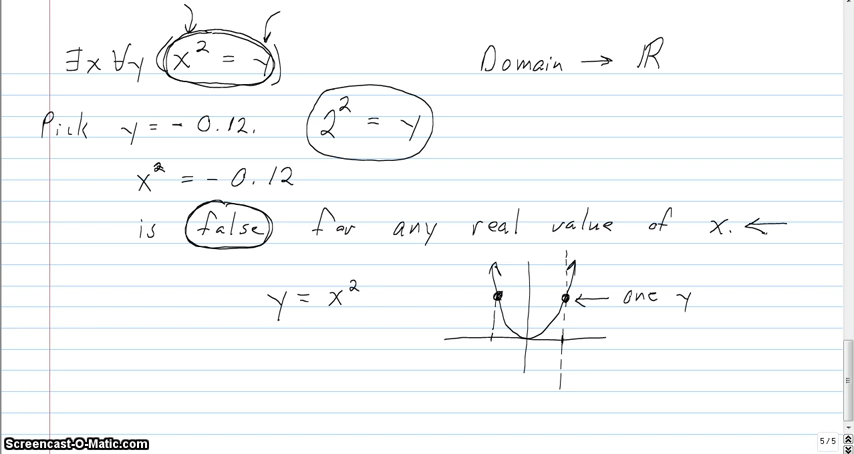 ∃x ∀y (x² = y) Domain → ℝ
Pick y = - 0.12. 2² = y
x² = - 0.12
is false for any real value of x. ←
y = x² ← one y
Screencast-O-Matic.com 5/5